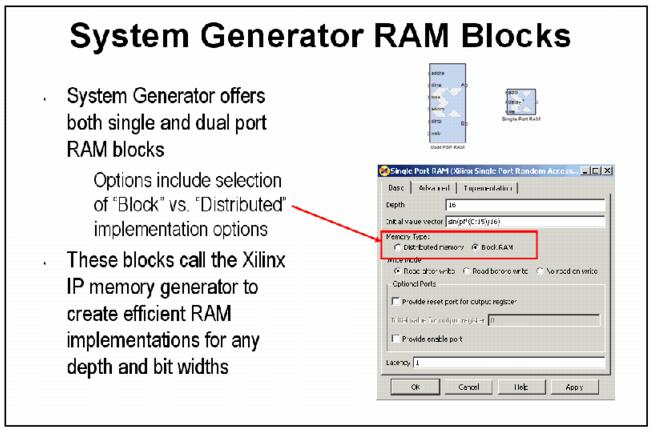 System Generator RAM Blocks
System Generator offers
both single and dual port
RAM blocks
Options include selection
of "Block" vs. "Distributed"
implementation options
These blocks call the Xilinx
IP memory generator to
create efficient RAM
implementations for any
depth and bit widths
Dual Port RAM
Single Port RAM
Single Port RAM (Xilinx Single Port Random Access...
Basic Advanced Implementation
Depth 16
Initial value vector sin(pi*(0:15)/16)
Memory Type:
Distributed memory Block RAM
Write Mode
Read after write Read before write No read on write
Optional Ports
Provide reset port for output register
Initial value for output register 0
Provide enable port
Latency 1
OK Cancel Help Apply